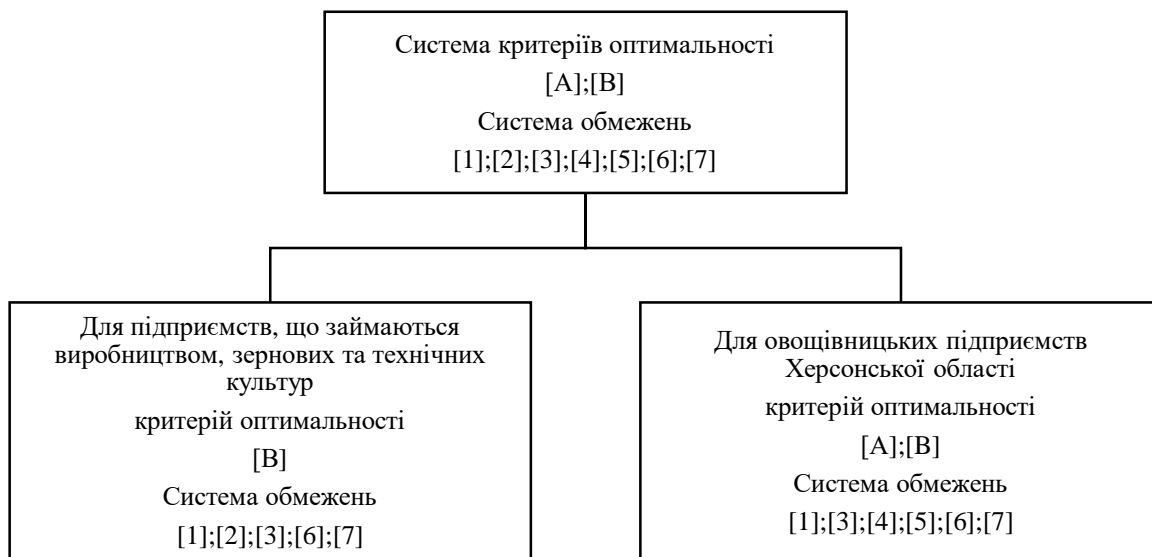 Система критеріїв оптимальності
[А];[В]
Система обмежень
[1];[2];[3];[4];[5];[6];[7]
Для підприємств, що займаються
виробництвом, зернових та технічних
культур
критерій оптимальності
[В]
Система обмежень
[1];[2];[3];[6];[7]
Для овощівницьких підприємств
Херсонської області
критерій оптимальності
[А];[В]
Система обмежень
[1];[3];[4];[5];[6];[7]